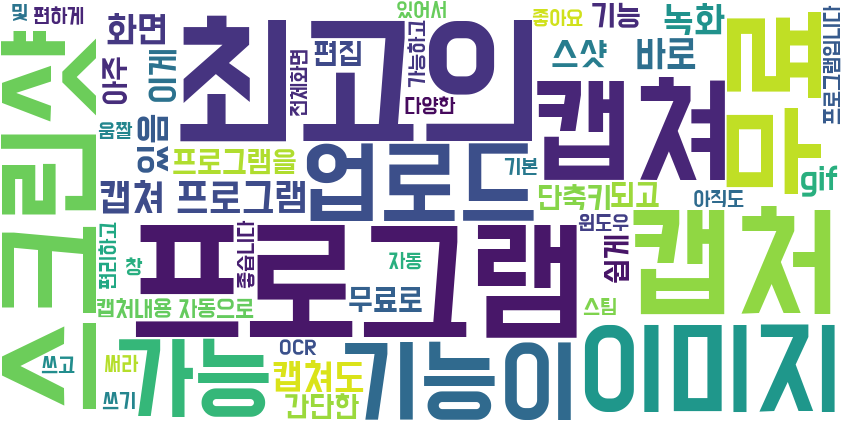 및 편하게
화면
아주
이게
스크린샷
최고의
있어서
편집
가능하고
전체화면
다양한
좋아요
기능
녹화
스샷
바로
떄
마
프로그램입니다
움짤
있음
프로그램을
캡쳐
업로드
기본
캡쳐 프로그램
단축키
되고
아직도
gif
편리하고
창
좋습니다
프로그램
자동
윈도우
쉽게
캡처
캡처내용 자동으로
무료로
스팀
쓰고
써라
쓰기
가능
OCR
캡쳐도
간단한
기능이
이미지